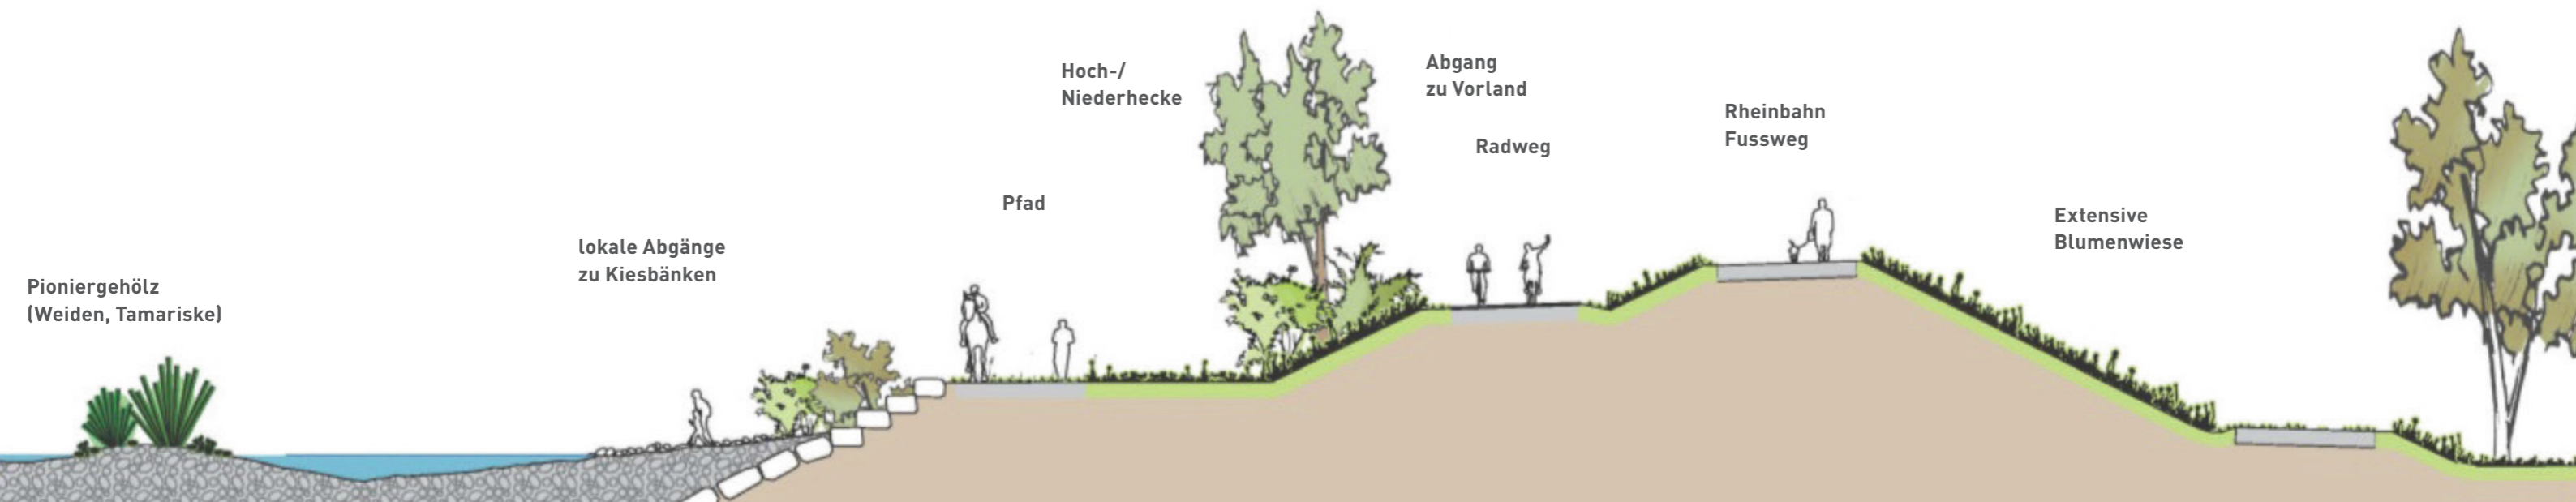 Pioniergehölz
(Weiden, Tamariske)
lokale Abgänge
zu Kiesbänken
Pfad
Hoch-/
Niederhecke
Abgang
zu Vorland
Radweg
Rheinbahn
Fussweg
Extensive
Blumenwiese